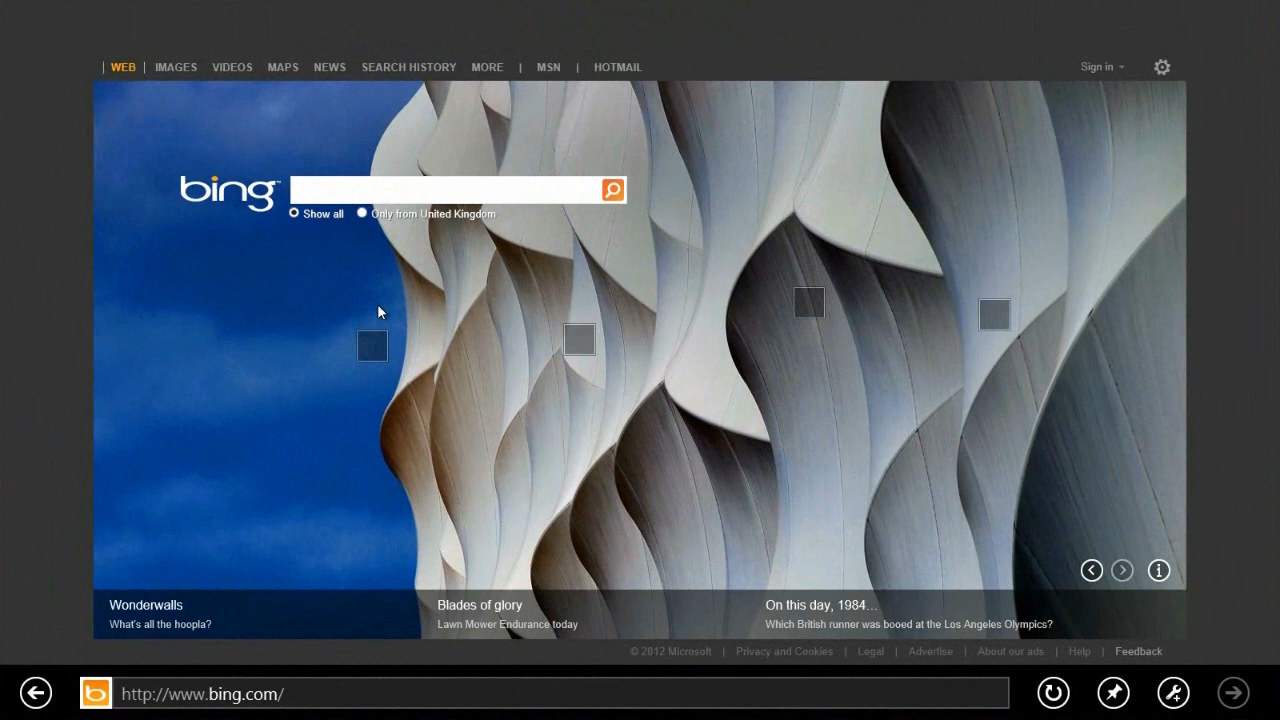 WEB | IMAGES VIDEOS MAPS NEWS SEARCH HISTORY MORE | MSN | HOTMAIL Sign in
bing
Show all Only from United Kingdom
Wonderwalls
What's all the hoopla?
Blades of glory
Lawn Mower Endurance today
On this day, 1984...
Which British runner was booed at the Los Angeles Olympics?
© 2012 Microsoft | Privacy and Cookies | Legal | Advertise | About our ads | Help | Feedback
b http://www.bing.com/